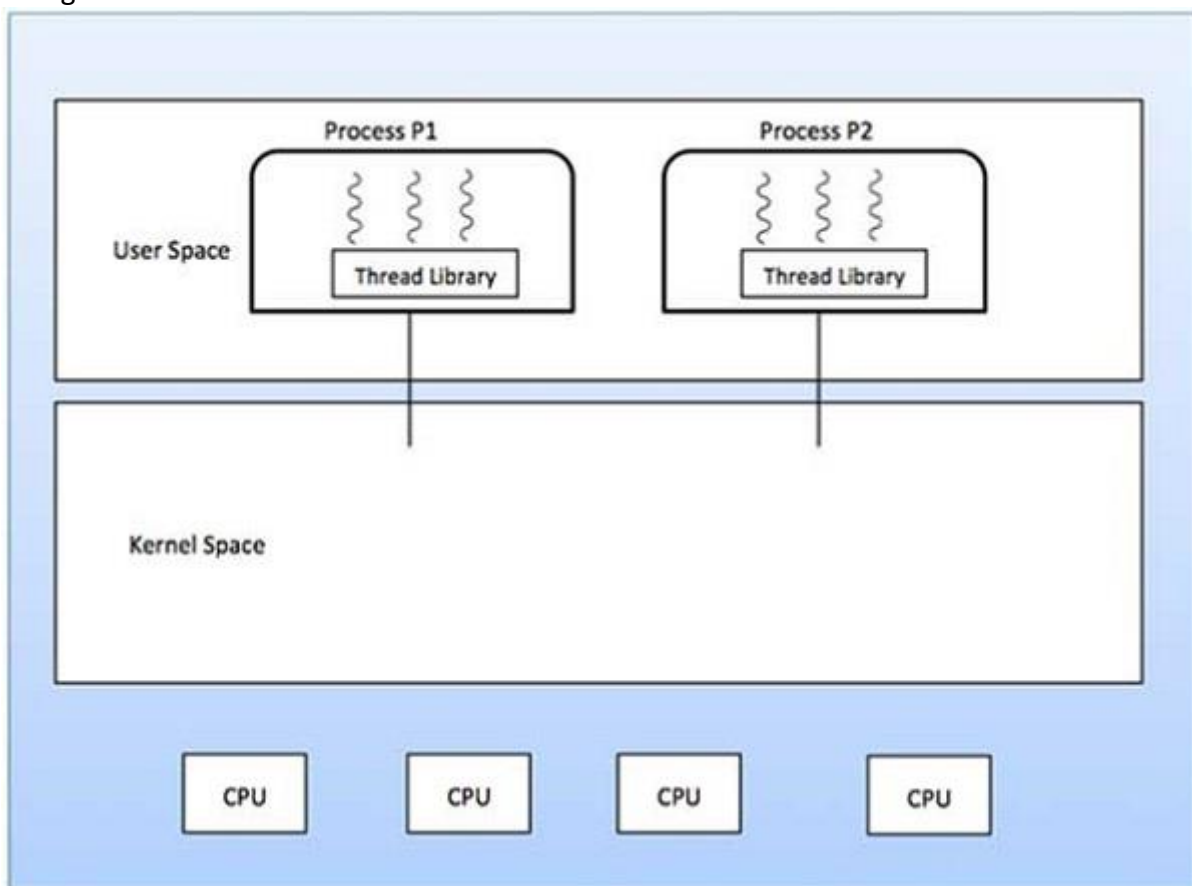 Process P1
Process P2
User Space
Thread Library
Thread Library
Kernel Space
CPU
CPU
CPU
CPU